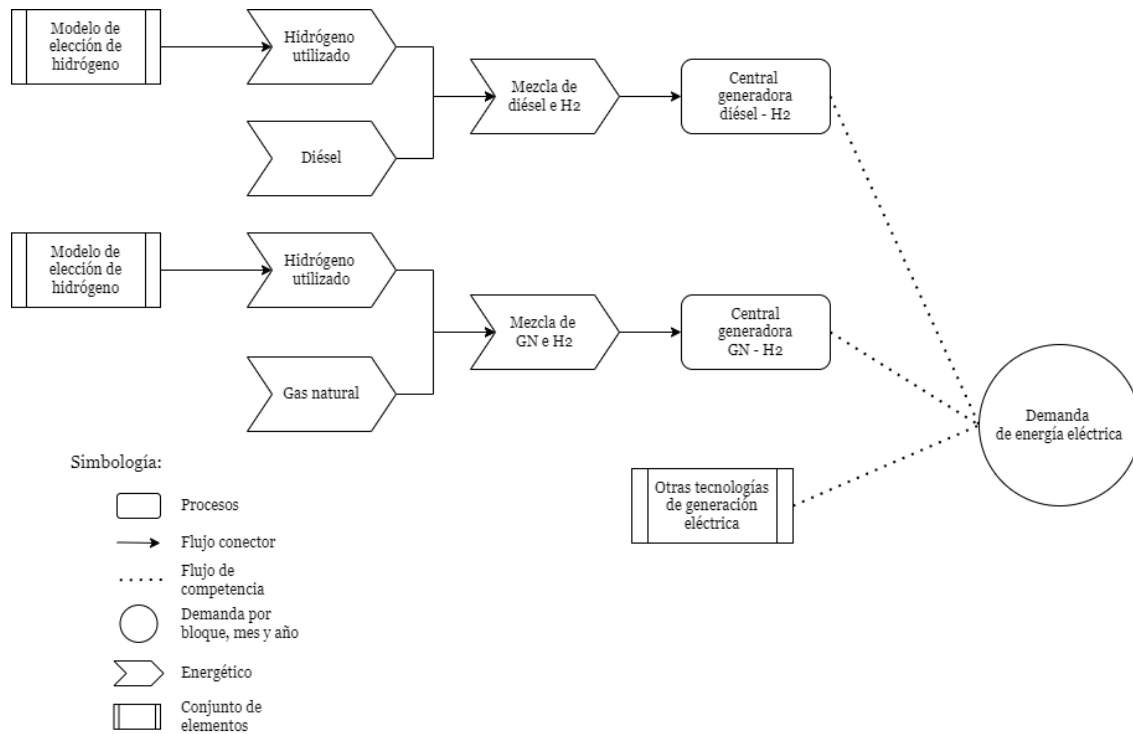 Modelo de
elección de
hidrógeno
Hidrógeno
utilizado
Diésel
Mezcla de
diésel e H2
Central
generadora
diésel - H2
Modelo de
elección de
hidrógeno
Hidrógeno
utilizado
Gas natural
Mezcla de
GN e H2
Central
generadora
GN - H2
Demanda
de energía eléctrica
Otras tecnologías
de generación
eléctrica
Simbología:
Procesos
Flujo conector
Flujo de
competencia
Demanda por
bloque, mes y año
Energético
Conjunto de
elementos